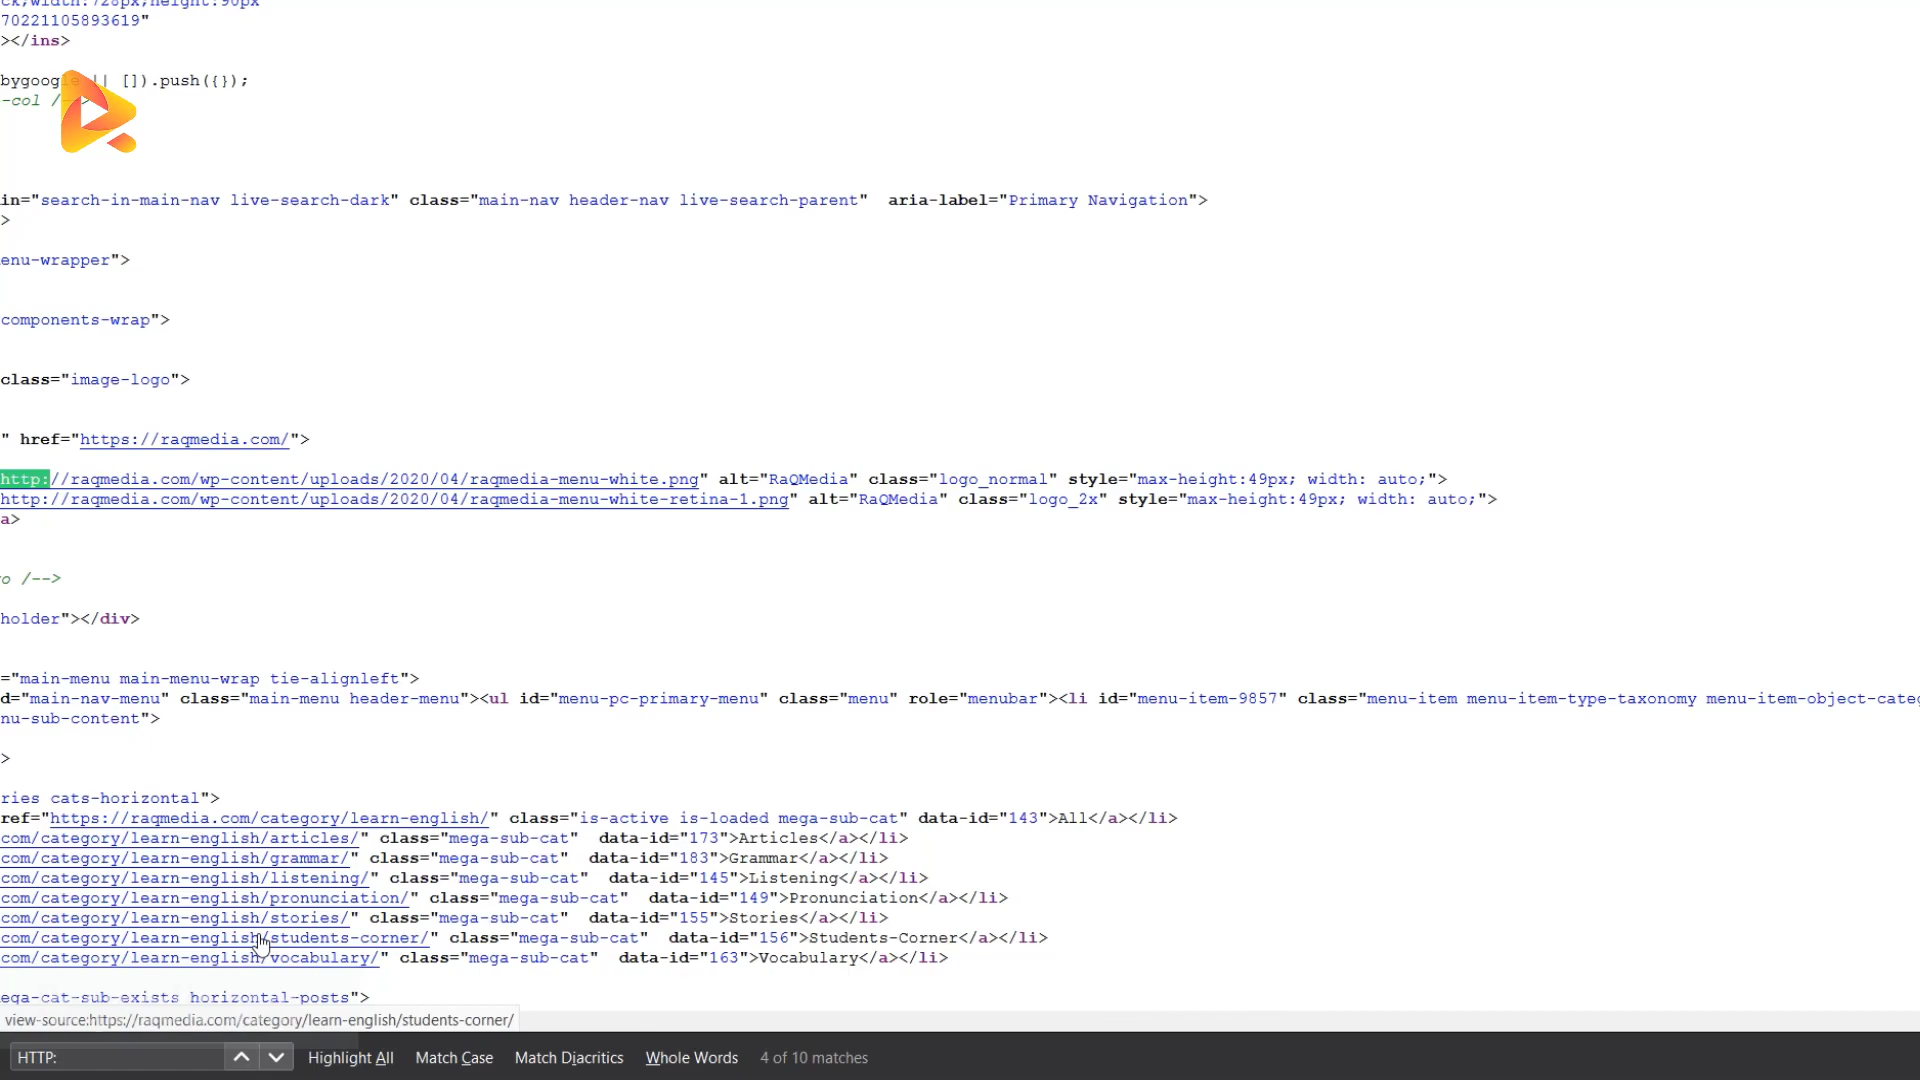 ck;width:728px;height:90px
70221105893619"
></ins>
bygoogle || []).push({});
-col /-->
in="search-in-main-nav live-search-dark" class="main-nav header-nav live-search-parent"  aria-label="Primary Navigation">
>
enu-wrapper">
components-wrap">
class="image-logo">
" href="https://raqmedia.com/">
http://raqmedia.com/wp-content/uploads/2020/04/raqmedia-menu-white.png" alt="RaQMedia" class="logo_normal" style="max-height:49px; width: auto;">
http://raqmedia.com/wp-content/uploads/2020/04/raqmedia-menu-white-retina-1.png" alt="RaQMedia" class="logo_2x" style="max-height:49px; width: auto;">
a>
o /-->
holder"></div>
="main-menu main-menu-wrap tie-alignleft">
d="main-nav-menu" class="main-menu header-menu"><ul id="menu-pc-primary-menu" class="menu" role="menubar"><li id="menu-item-9857" class="menu-item menu-item-type-taxonomy menu-item-object-categ
nu-sub-content">
>
ries cats-horizontal">
ref="https://raqmedia.com/category/learn-english/" class="is-active is-loaded mega-sub-cat" data-id="143">All</a></li>
com/category/learn-english/articles/" class="mega-sub-cat"  data-id="173">Articles</a></li>
com/category/learn-english/grammar/" class="mega-sub-cat"  data-id="183">Grammar</a></li>
com/category/learn-english/listening/" class="mega-sub-cat"  data-id="145">Listening</a></li>
com/category/learn-english/pronunciation/" class="mega-sub-cat"  data-id="149">Pronunciation</a></li>
com/category/learn-english/stories/" class="mega-sub-cat"  data-id="155">Stories</a></li>
com/category/learn-english/students-corner/" class="mega-sub-cat"  data-id="156">Students-Corner</a></li>
com/category/learn-english/vocabulary/" class="mega-sub-cat"  data-id="163">Vocabulary</a></li>
ega-cat-sub-exists horizontal-posts">
view-source:https://raqmedia.com/category/learn-english/students-corner/
HTTP: Highlight All Match Case Match Diacritics Whole Words 4 of 10 matches